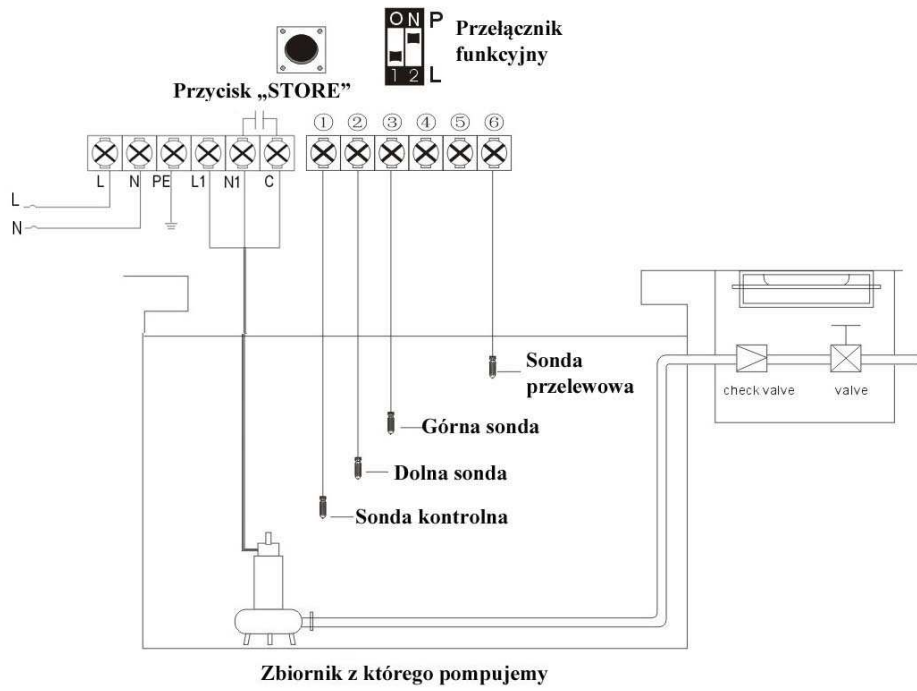 ON P
1 2 L
Przełącznik
funkcyjny
Przycisk „STORE”
① ② ③ ④ ⑤ ⑥
L N PE L1 N1 C
L
N
Sonda
przelewowa
Górna sonda
Dolna sonda
Sonda kontrolna
check valve
valve
Zbiornik z którego pompujemy